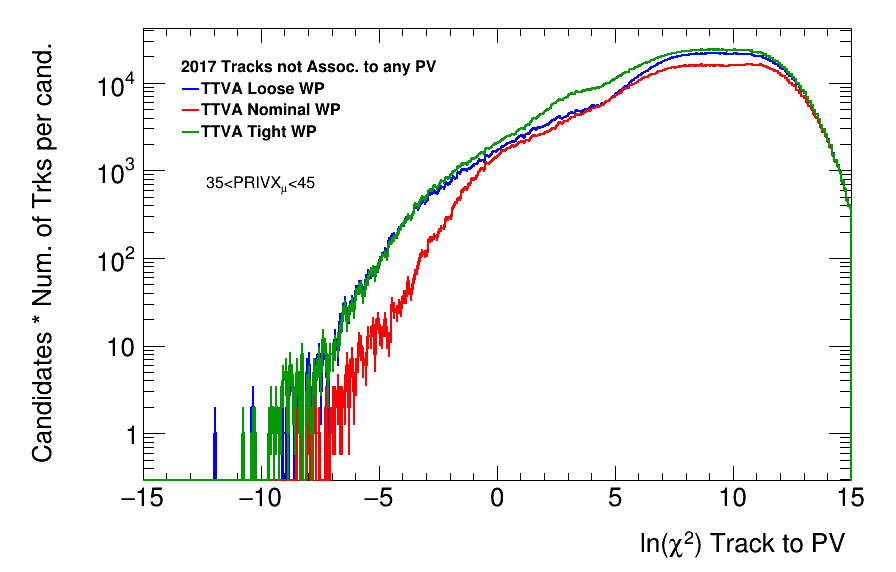 Candidates * Num. of Trks per cand.
10⁴
10³
10²
10
1
2017 Tracks not Assoc. to any PV
TTVA Loose WP
TTVA Nominal WP
TTVA Tight WP
35<PRIVX_μ<45
−15 −10 −5 0 5 10 15
ln(χ²) Track to PV